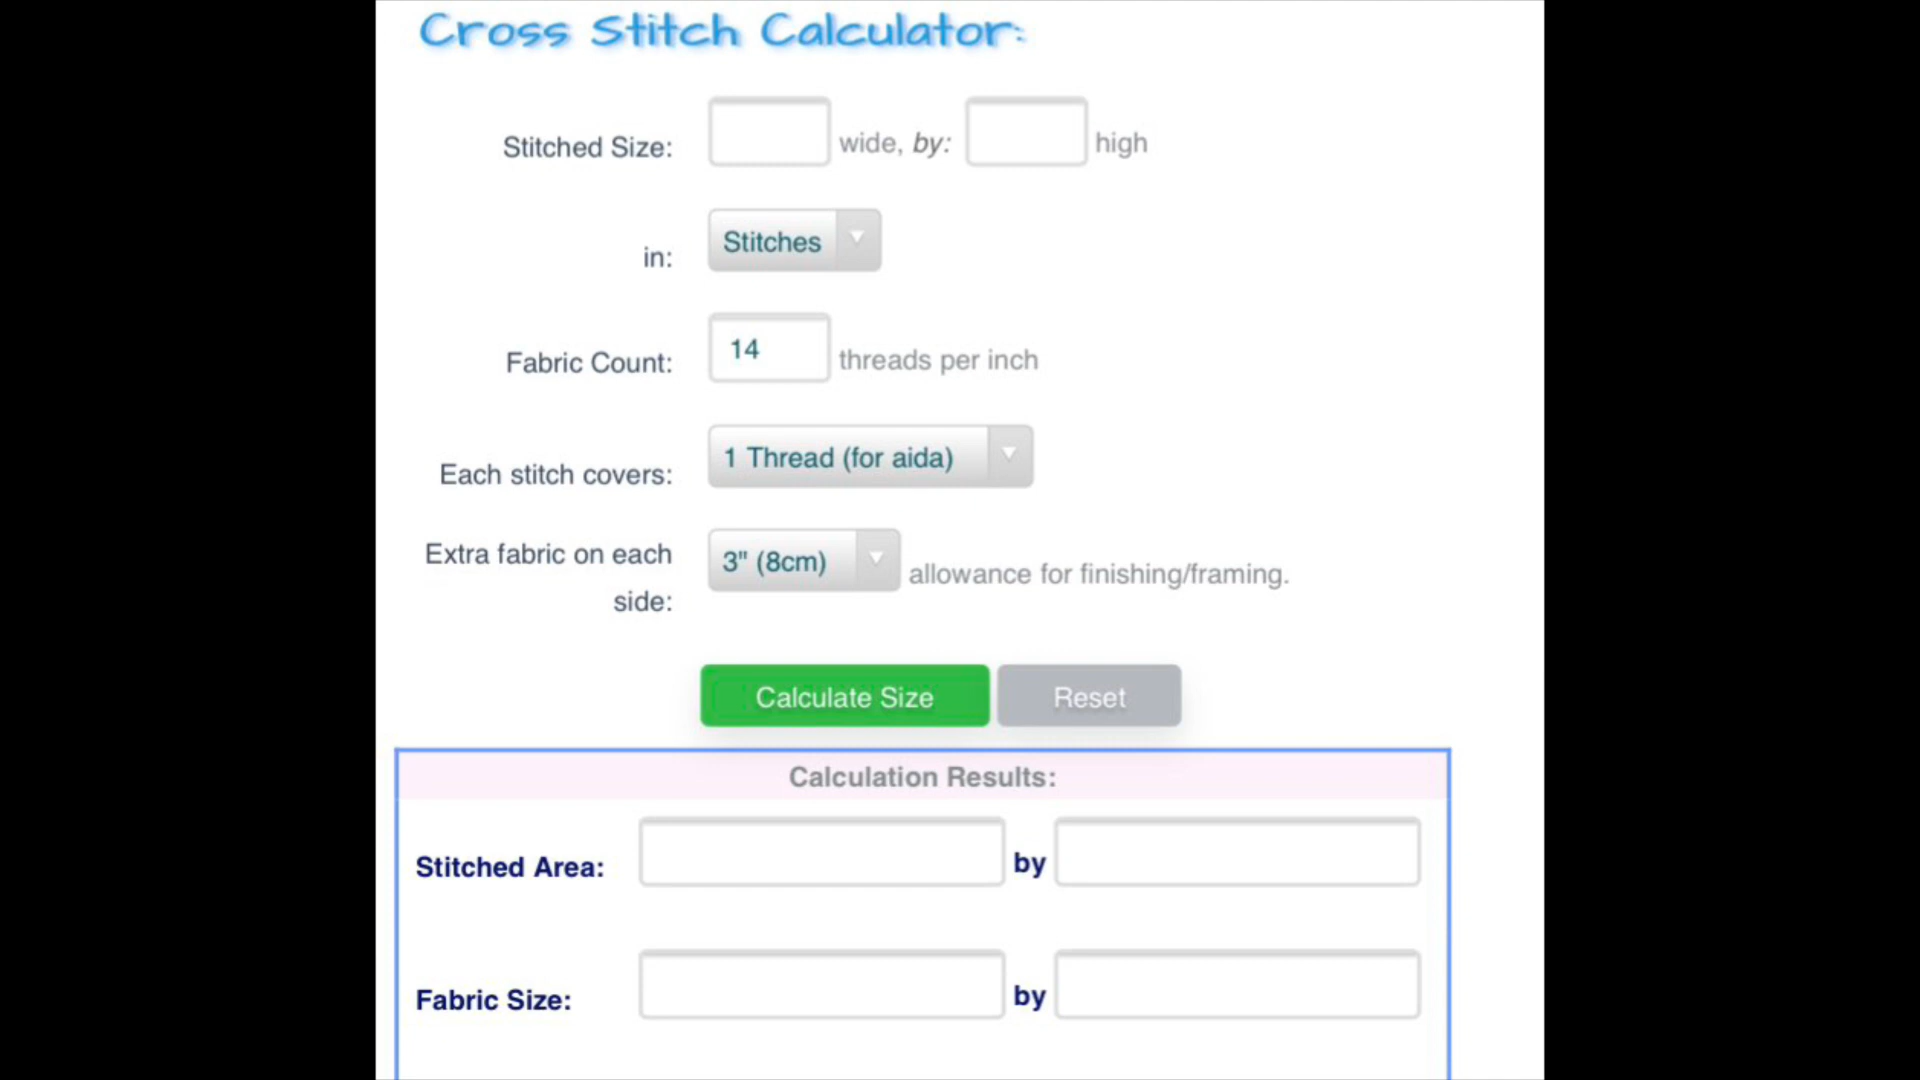 Cross Stitch Calculator:
Stitched Size: wide, by: high
in: Stitches
Fabric Count: 14 threads per inch
Each stitch covers: 1 Thread (for aida)
Extra fabric on each side: 3" (8cm) allowance for finishing/framing.
Calculate Size Reset
Calculation Results:
Stitched Area: by
Fabric Size: by